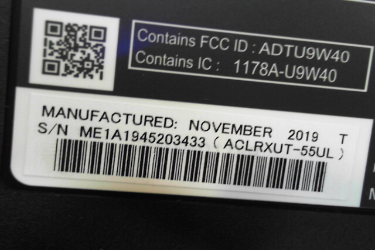 Contains FCC ID : ADTU9W40
Contains IC : 1178A-U9W40
MANUFACTURED: NOVEMBER 2019 T
S/N ME1A1945203433 ( ACLRXUT-55UL )